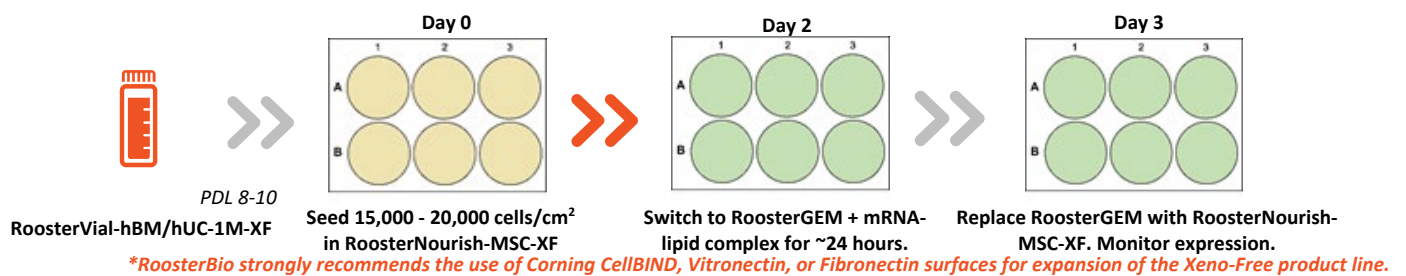 Day 0
Day 2
Day 3
1 2 3
1 2 3
1 2 3
A
A
A
B
B
B
PDL 8-10
RoosterVial-hBM/hUC-1M-XF
Seed 15,000 - 20,000 cells/cm²
in RoosterNourish-MSC-XF
Switch to RoosterGEM + mRNA-
lipid complex for ~24 hours.
Replace RoosterGEM with RoosterNourish-
MSC-XF. Monitor expression.
*RoosterBio strongly recommends the use of Corning CellBIND, Vitronectin, or Fibronectin surfaces for expansion of the Xeno-Free product line.